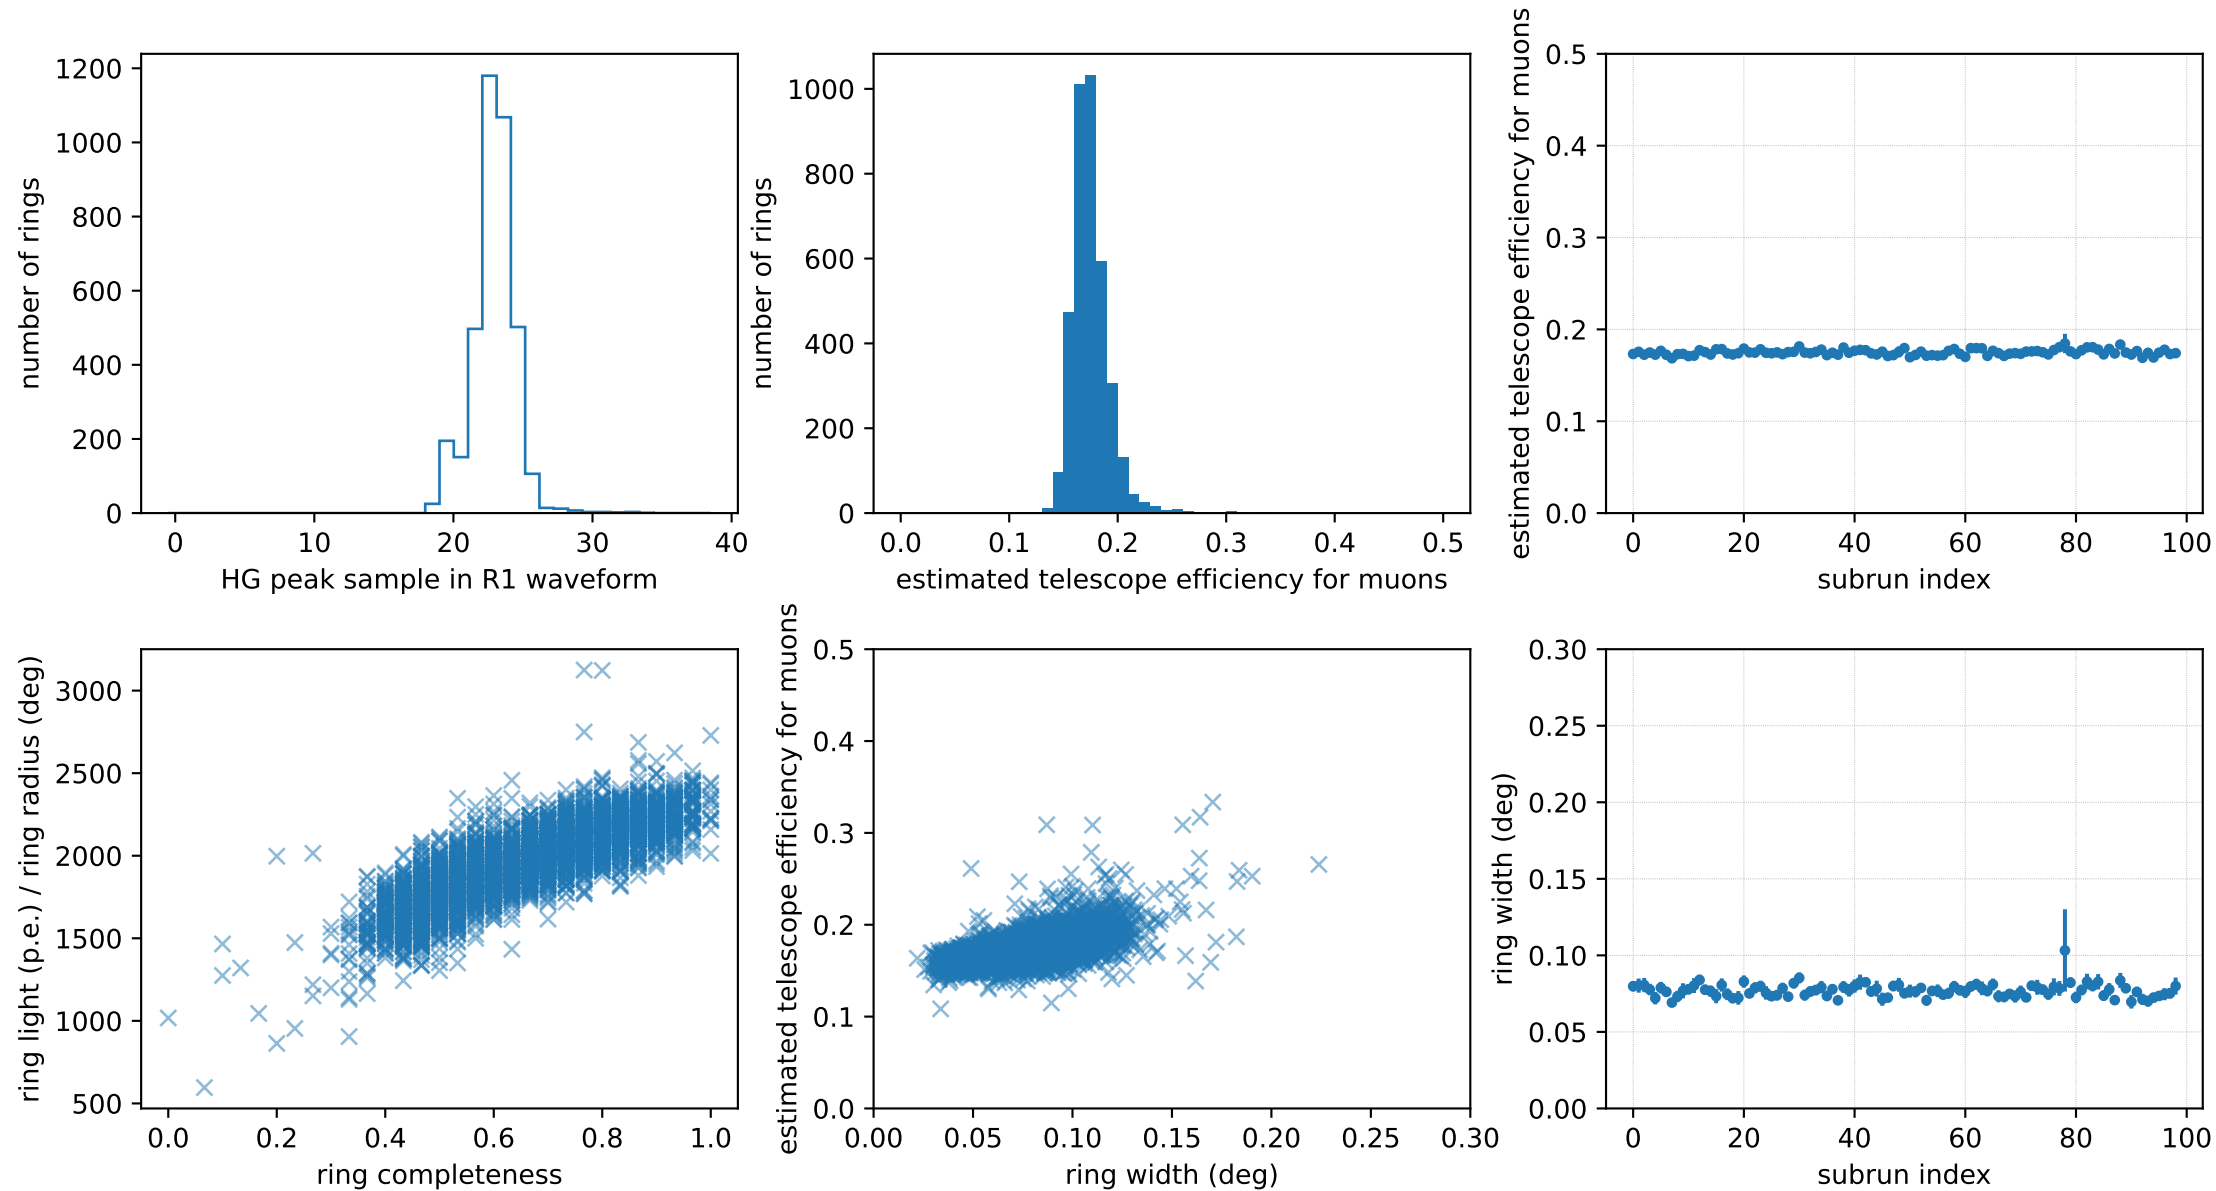 number of rings
1200
1000
800
600
400
200
0
0 10 20 30 40
HG peak sample in R1 waveform
number of rings
1000
800
600
400
200
0
0.0 0.1 0.2 0.3 0.4 0.5
estimated telescope efficiency for muons
estimated telescope efficiency for muons
0.5
0.4
0.3
0.2
0.1
0.0
0 20 40 60 80 100
subrun index
ring light (p.e.) / ring radius (deg)
3000
2500
2000
1500
1000
500
0.0 0.2 0.4 0.6 0.8 1.0
ring completeness
estimated telescope efficiency for muons
0.5
0.4
0.3
0.2
0.1
0.0
0.00 0.05 0.10 0.15 0.20 0.25 0.30
ring width (deg)
ring width (deg)
0.30
0.25
0.20
0.15
0.10
0.05
0.00
0 20 40 60 80 100
subrun index